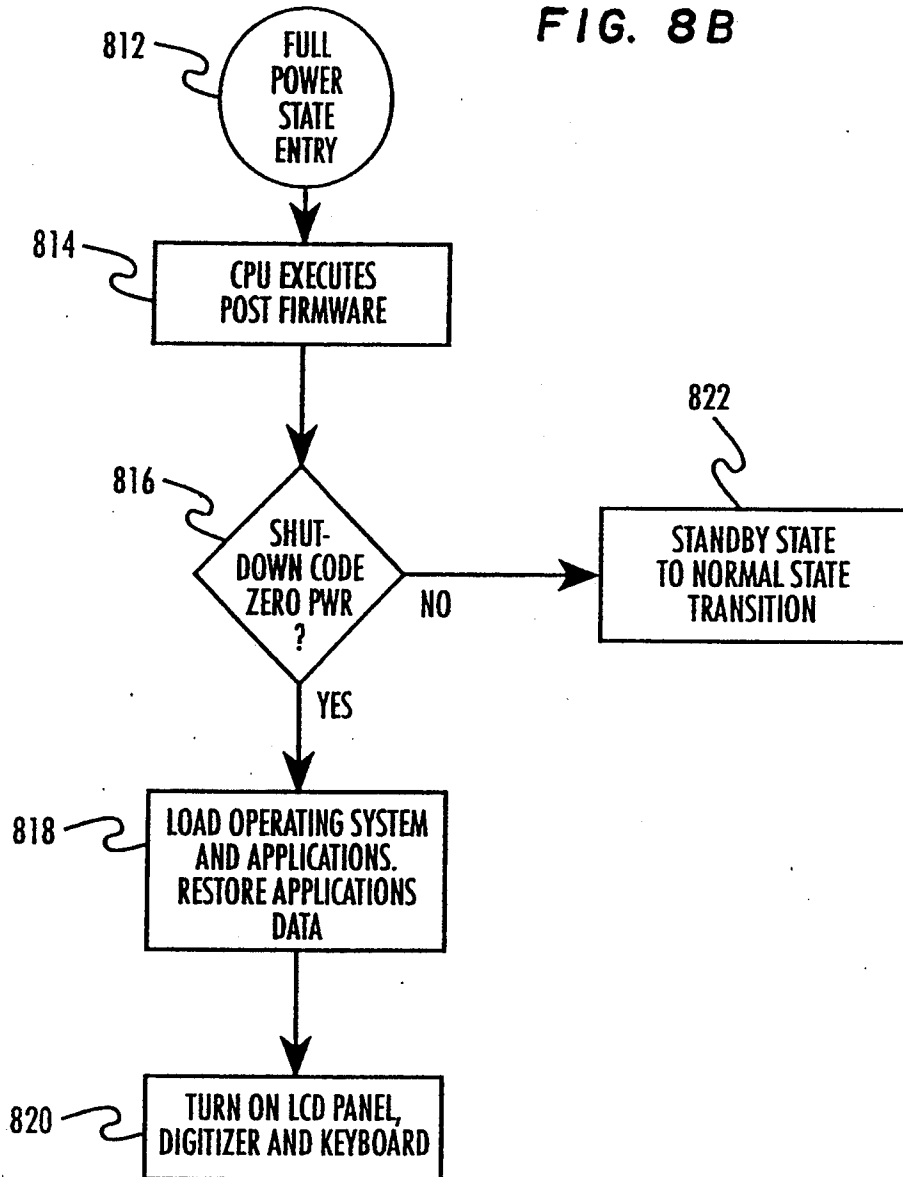 FIG. 8B
812
FULL
POWER
STATE
ENTRY
814
CPU EXECUTES
POST FIRMWARE
816
SHUT-
DOWN CODE
ZERO PWR
?
NO
YES
822
STANDBY STATE
TO NORMAL STATE
TRANSITION
818
LOAD OPERATING SYSTEM
AND APPLICATIONS.
RESTORE APPLICATIONS
DATA
820
TURN ON LCD PANEL,
DIGITIZER AND KEYBOARD